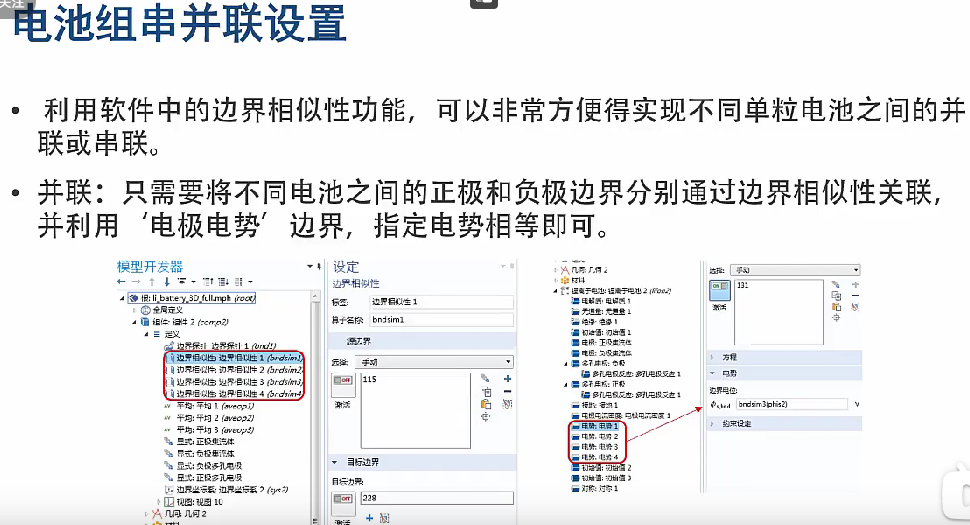 关注
电池组串并联设置
• 利用软件中的边界相似性功能，可以非常方便得实现不同单粒电池之间的并
联或串联。
• 并联：只需要将不同电池之间的正极和负极边界分别通过边界相似性关联，
并利用‘电极电势’边界，指定电势相等即可。
模型开发器
根: li_battery_3D_full.mph (root)
全局定义
组件: 组件 2 (comp2)
定义
边界探针: 边界探针 1 (bnd1)
边界相似性: 边界相似性 1 (bndsim1)
边界相似性: 边界相似性 2 (bndsim2)
边界相似性: 边界相似性 3 (bndsim3)
边界相似性: 边界相似性 4 (bndsim4)
平均: 平均 1 (aveop1)
平均: 平均 2 (aveop2)
平均: 平均 3 (aveop3)
显式: 正极集流体
显式: 负极集流体
显式: 负极多孔电极
显式: 正极多孔电极
边界坐标系: 边界坐标系 2 (sys2)
视图: 视图 10
几何: 几何 2
材料
设定
边界相似性
标签: 边界相似性 1
算子名称: bndsim1
源边界
选择: 手动
OFF
激活
115
目标边界
目标边界:
OFF
激活
228
几何: 几何 2
材料
锂离子电池: 锂离子电池 2 (liion2)
电解质: 电解质 1
无通量: 无通量 1
绝缘: 绝缘 1
初始值: 初始值 1
电极: 正极集流体
电极: 负极集流体
多孔电极: 负极
多孔电极反应: 多孔电极反应 1
多孔电极: 正极
多孔电极反应: 多孔电极反应 1
接地: 接地 1
电极电流密度: 电极电流密度 1
电势: 电势 1
电势: 电势 2
电势: 电势 3
电势: 电势 4
初始值: 初始值 2
初始值: 初始值 3
对称: 对称 1
选择: 手动
ON
激活
131
方程
电势
边界电位:
bndsim3(phis2) V
约束设定